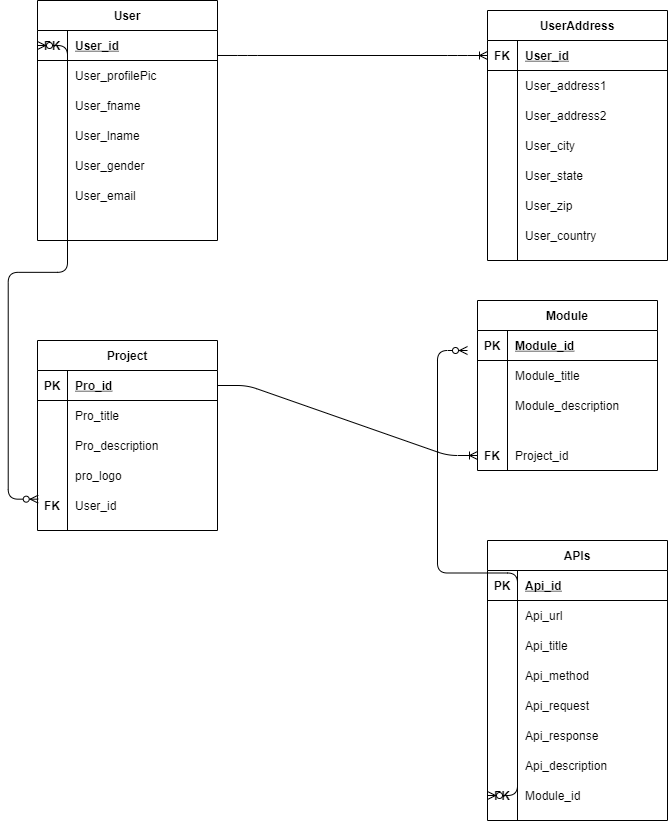 User
PK User_id
User_profilePic
User_fname
User_lname
User_gender
User_email
UserAddress
FK User_id
User_address1
User_address2
User_city
User_state
User_zip
User_country
Project
PK Pro_id
Pro_title
Pro_description
pro_logo
FK User_id
Module
PK Module_id
Module_title
Module_description
FK Project_id
APIs
PK Api_id
Api_url
Api_title
Api_method
Api_request
Api_response
Api_description
Module_id